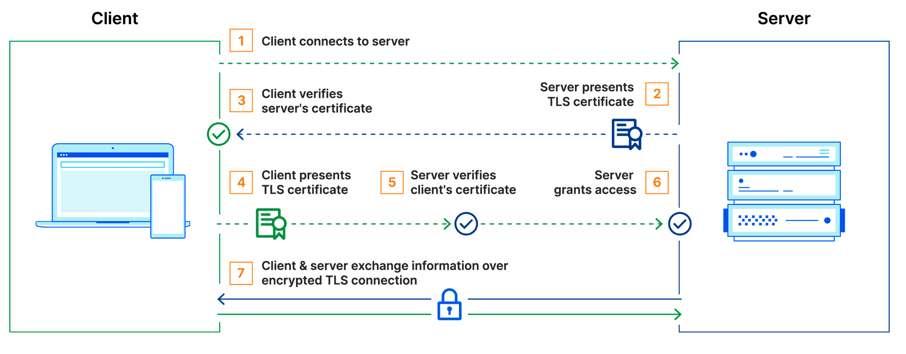 Client
Server
1
Client connects to server
Server presents
TLS certificate
2
3
Client verifies
server's certificate
4
Client presents
TLS certificate
5
Server verifies
client's certificate
Server
grants access
6
7
Client & server exchange information over
encrypted TLS connection